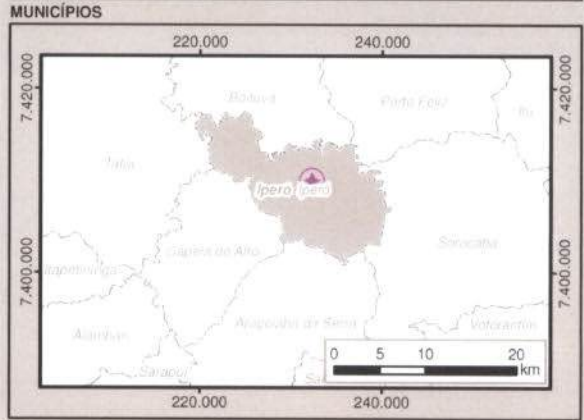 MUNICÍPIOS
220.000 240.000
7.420.000 7.420.000
Boituva
Porto Feliz
Itu
Tatuí
Ipero Iperó
Capela do Alto
Sorocaba
Itapetininga
7.400.000 7.400.000
Araçoiaba da Serra
Votorantim
Alambari
Sarapuí
0 5 10 20
km
220.000 240.000